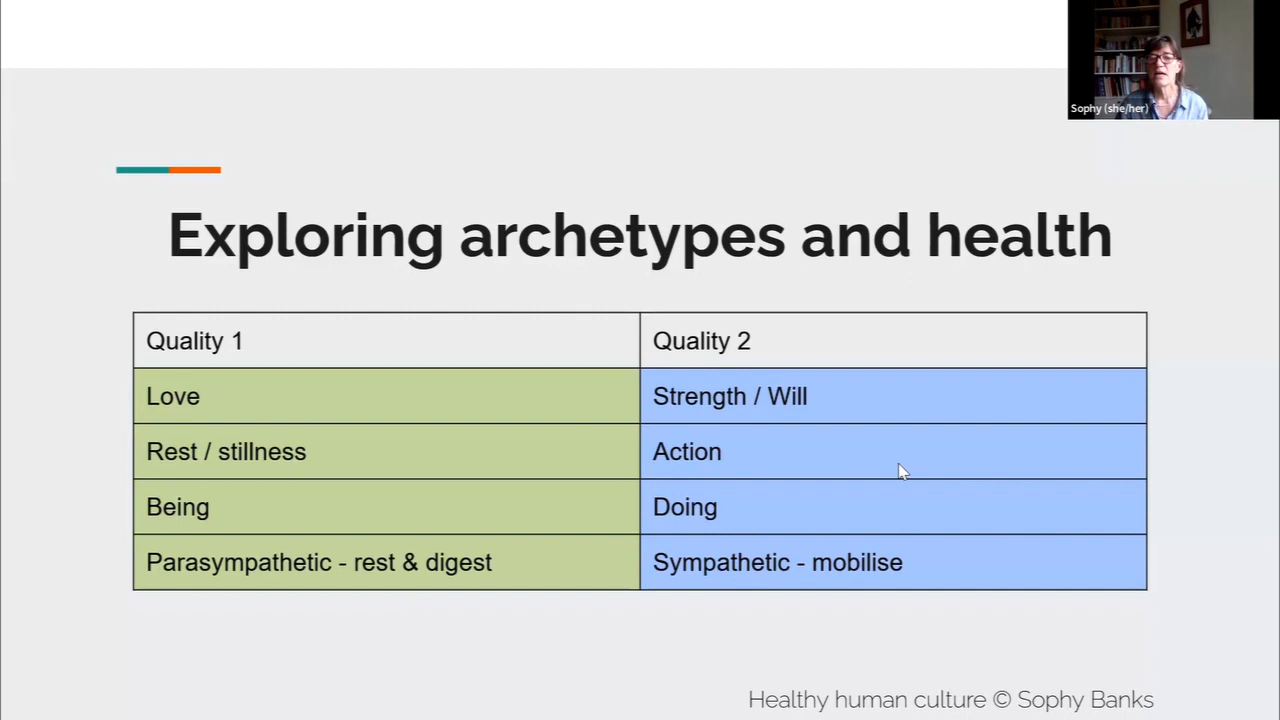 Sophy (she/her)
Exploring archetypes and health
Quality 1
Quality 2
Love
Strength / Will
Rest / stillness
Action
Being
Doing
Parasympathetic - rest & digest
Sympathetic - mobilise
Healthy human culture © Sophy Banks